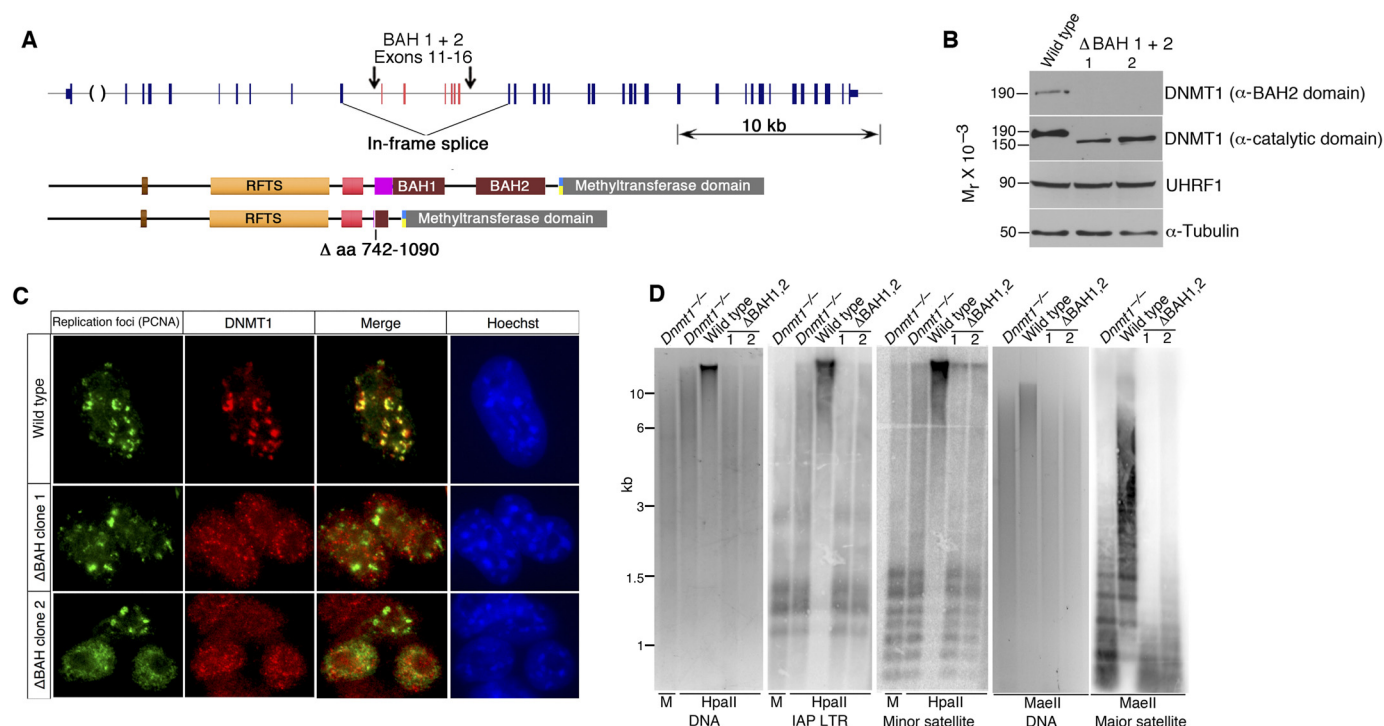 A
BAH 1 + 2
Exons 11-16
( )
In-frame splice
10 kb
RFTS
BAH1
BAH2
Methyltransferase domain
RFTS
Methyltransferase domain
Δ aa 742-1090
B
Wild type
Δ BAH 1 + 2
1 2
Mr X 10⁻³
190
DNMT1 (α-BAH2 domain)
190
150
DNMT1 (α-catalytic domain)
90
UHRF1
50
α-Tubulin
C
Replication foci (PCNA)
DNMT1
Merge
Hoechst
Wild type
ΔBAH clone 1
ΔBAH clone 2
D
Dnmt1−/− Dnmt1−/− Wild type ΔBAH1,2
1 2
Dnmt1−/− Dnmt1−/− Wild type ΔBAH1,2
1 2
Dnmt1−/− Dnmt1−/− Wild type ΔBAH1,2
1 2
Dnmt1−/− Wild type ΔBAH1,2
1 2
Dnmt1−/− Wild type ΔBAH1,2
1 2
kb
10
6
3
1.5
1
M HpaII
DNA
M HpaII
IAP LTR
M HpaII
Minor satellite
MaeII
DNA
MaeII
Major satellite